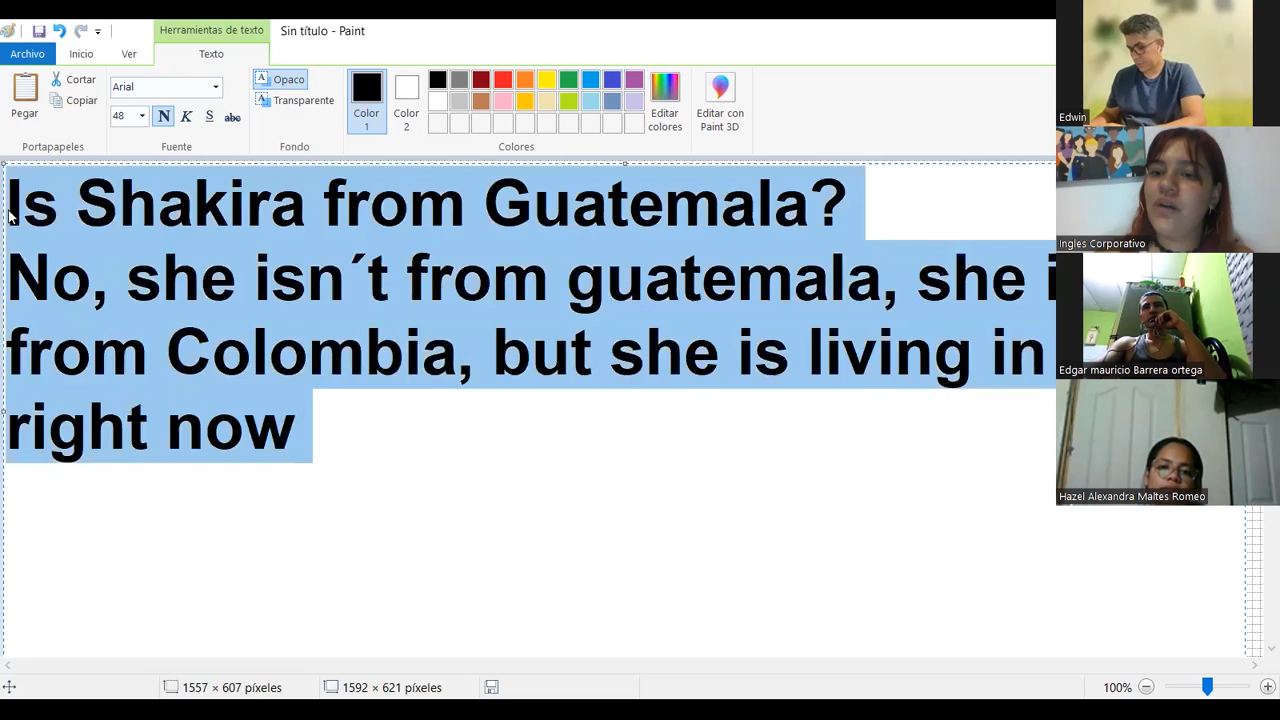 Herramientas de texto
Sin título - Paint
Archivo
Inicio
Ver
Texto
Pegar
Cortar
Copiar
Portapapeles
Arial
48
N K S abc
Fuente
Opaco
Transparente
Fondo
Color 1
Color 2
Editar colores
Colores
Editar con Paint 3D
Is Shakira from Guatemala?
No, she isn´t from guatemala, she
from Colombia, but she is living in
right now
Edwin
Ingles Corporativo
Edgar mauricio Barrera ortega
Hazel Alexandra Maltes Romeo
1557 × 607 píxeles
1592 × 621 píxeles
100%